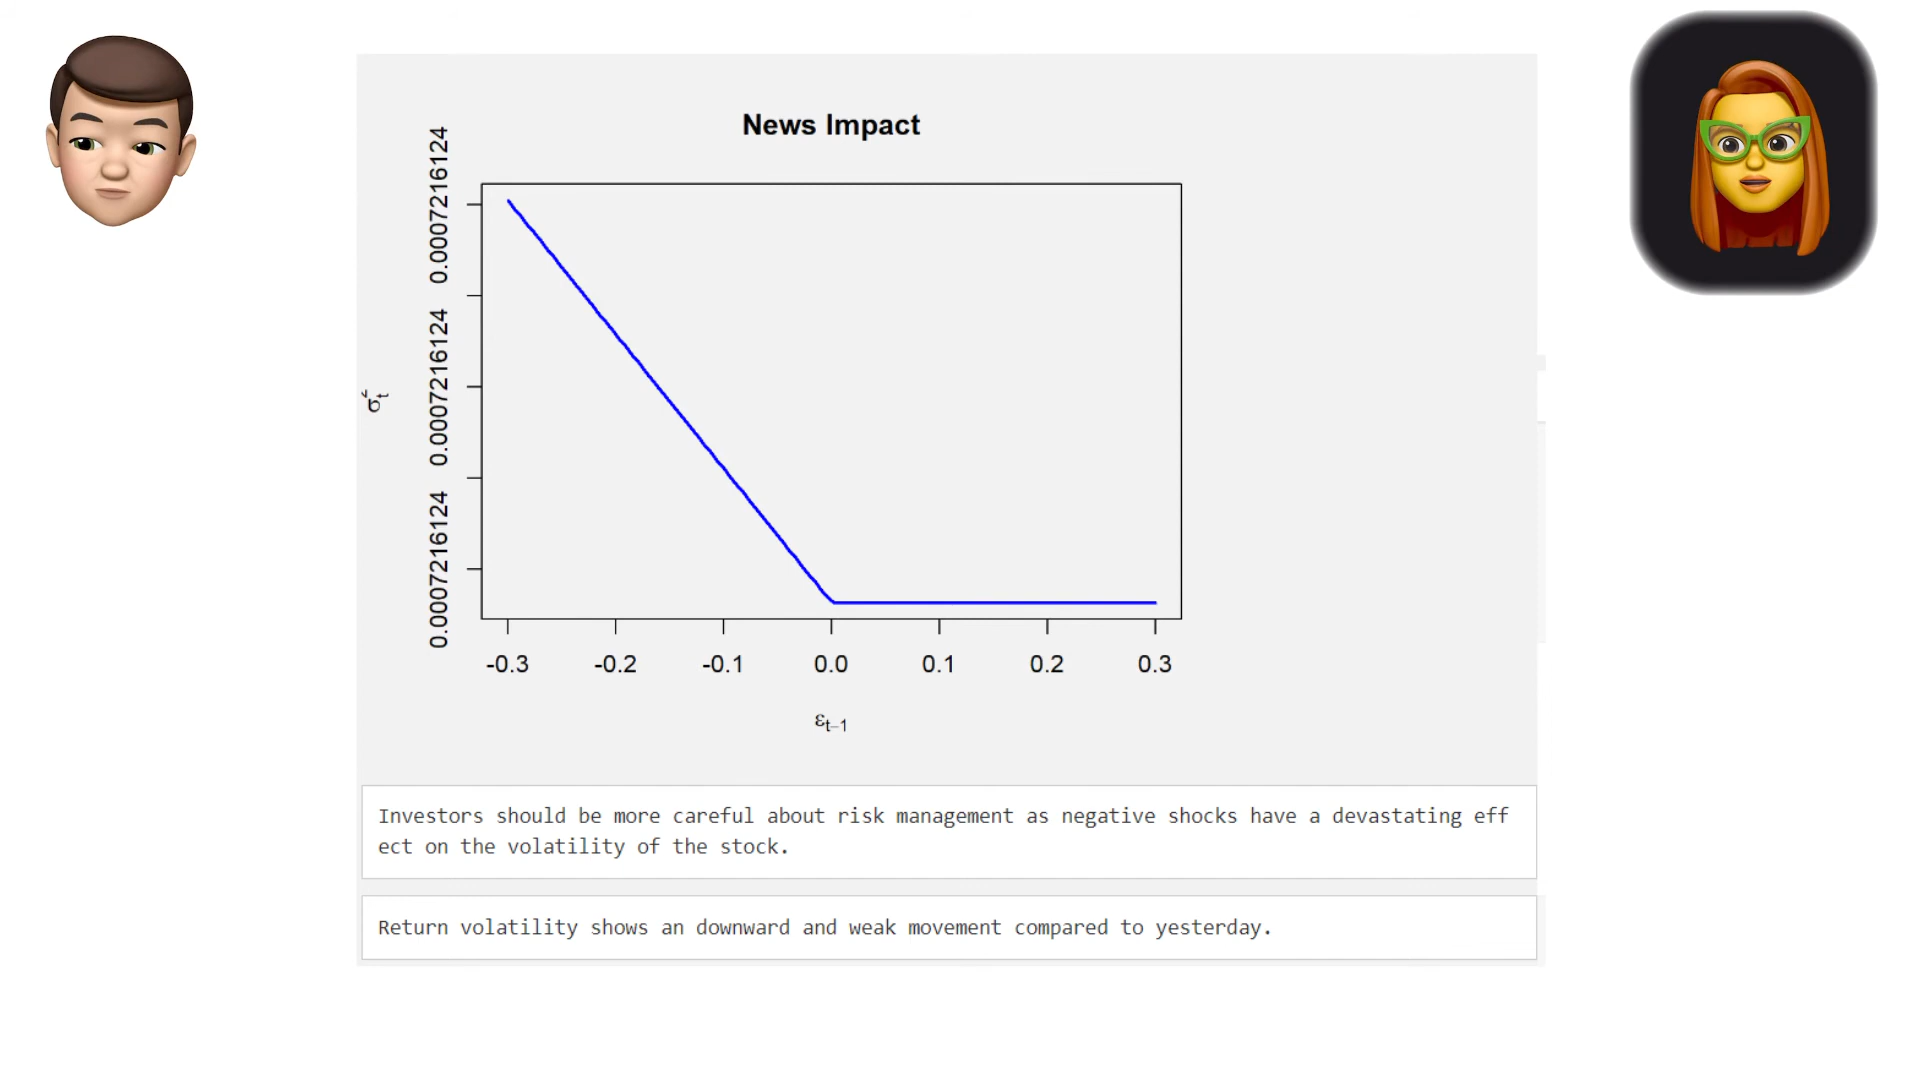 News Impact
0.0007216124
0.0007216124
0.0007216124
σt2
-0.3 -0.2 -0.1 0.0 0.1 0.2 0.3
εt−1
Investors should be more careful about risk management as negative shocks have a devastating eff
ect on the volatility of the stock.
Return volatility shows an downward and weak movement compared to yesterday.